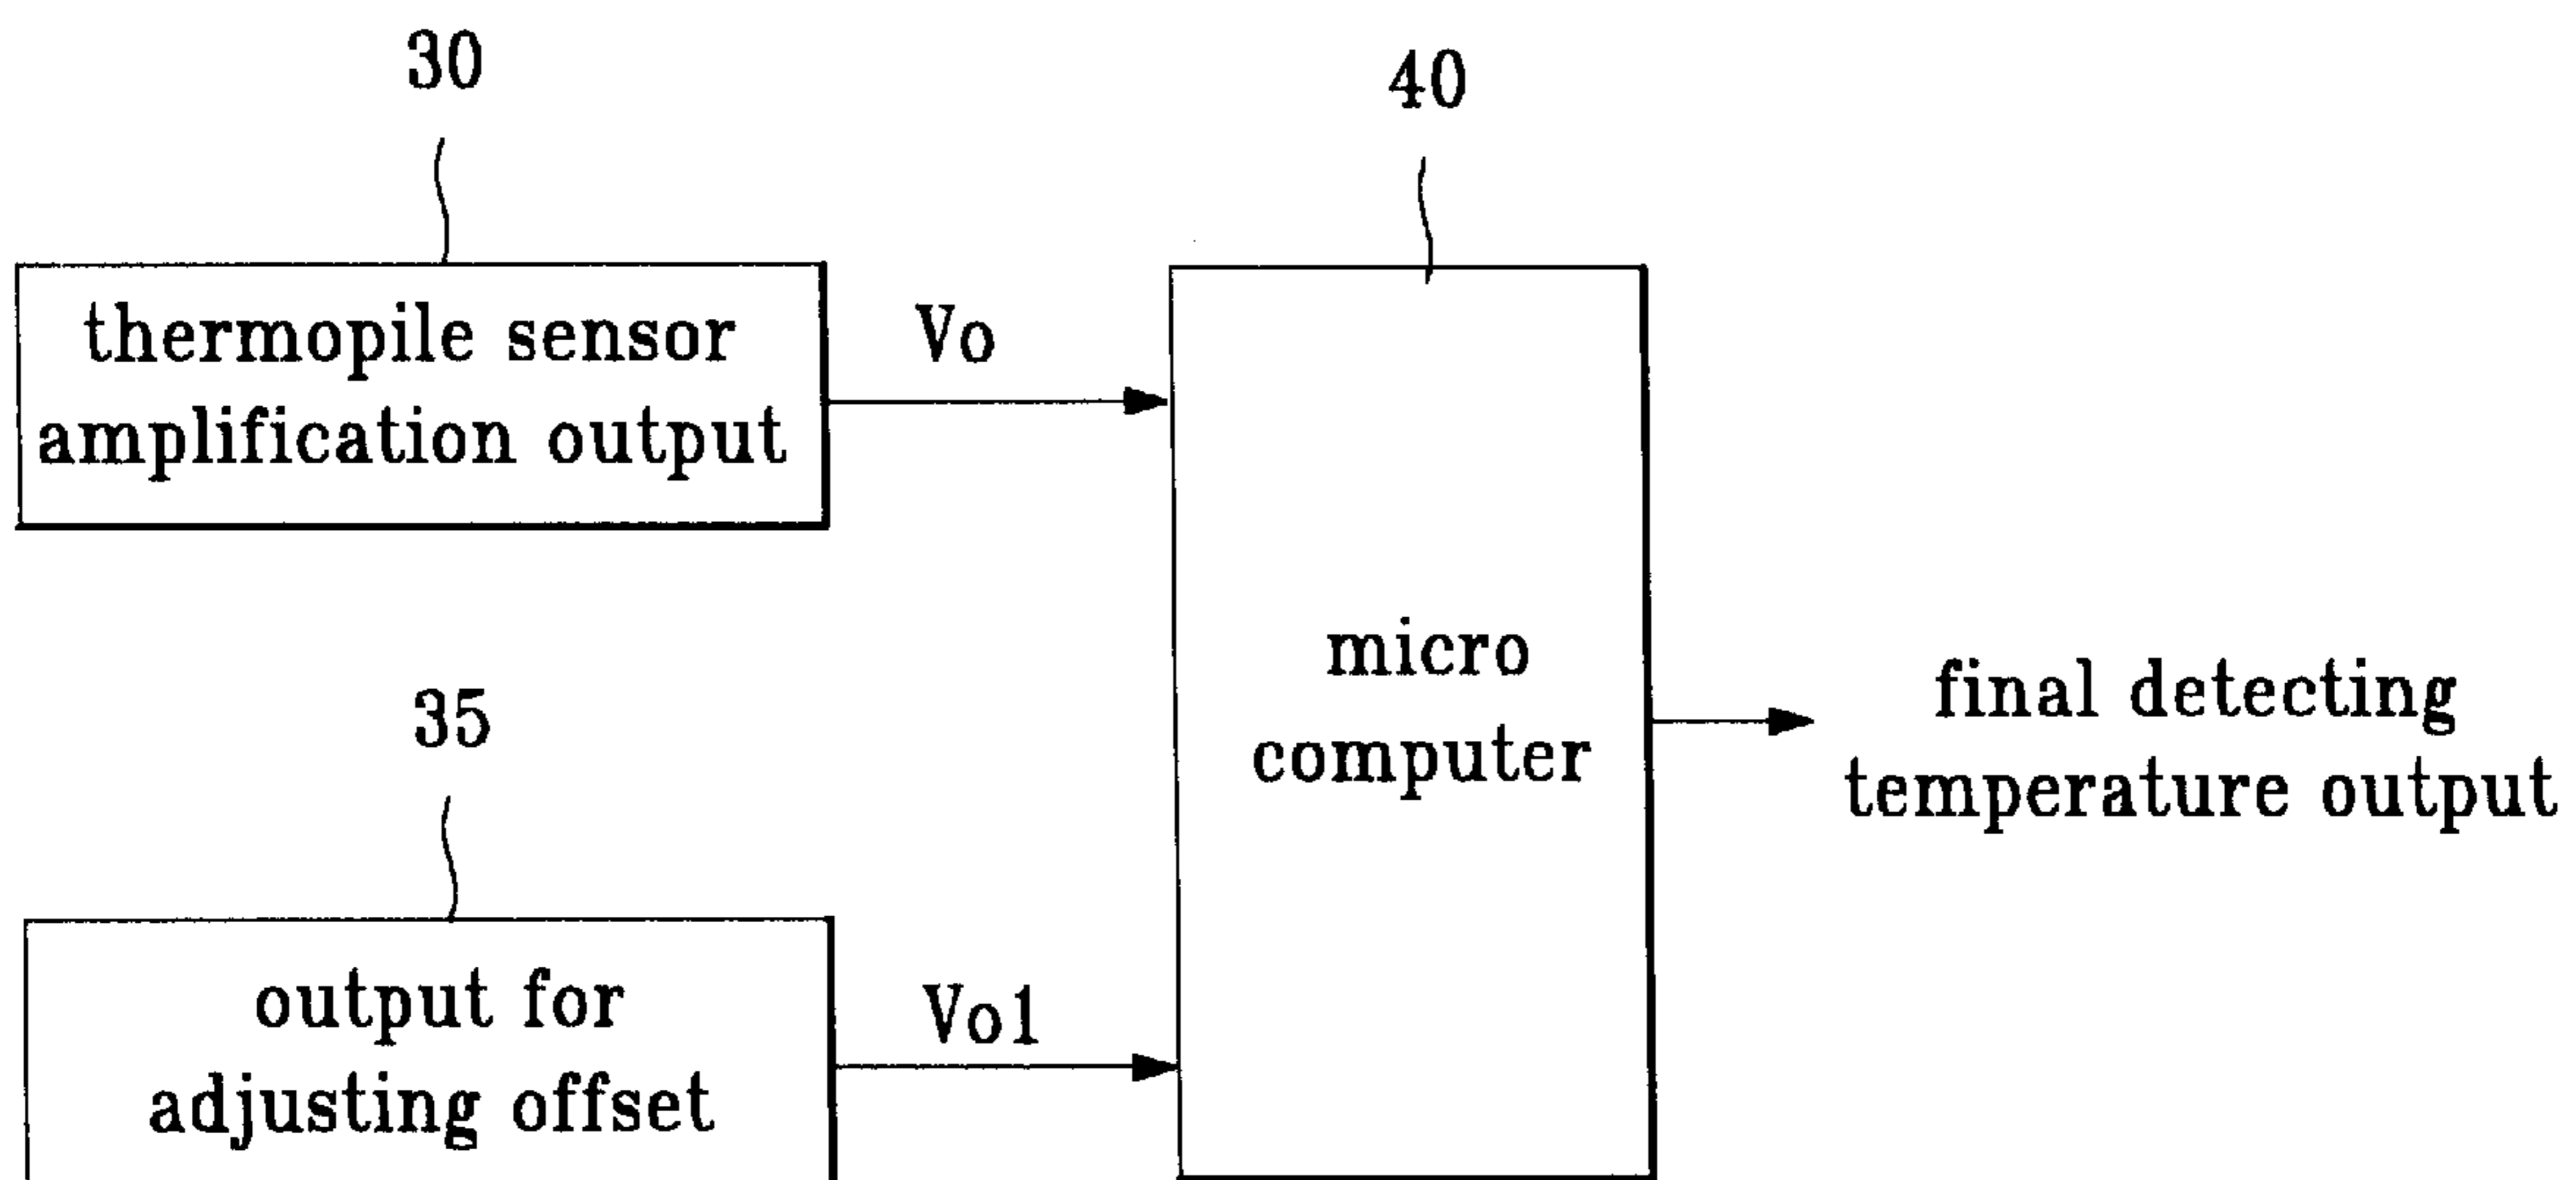 30
40
thermopile sensor
amplification output
Vo
micro
computer
final detecting
temperature output
35
output for
adjusting offset
Vo1